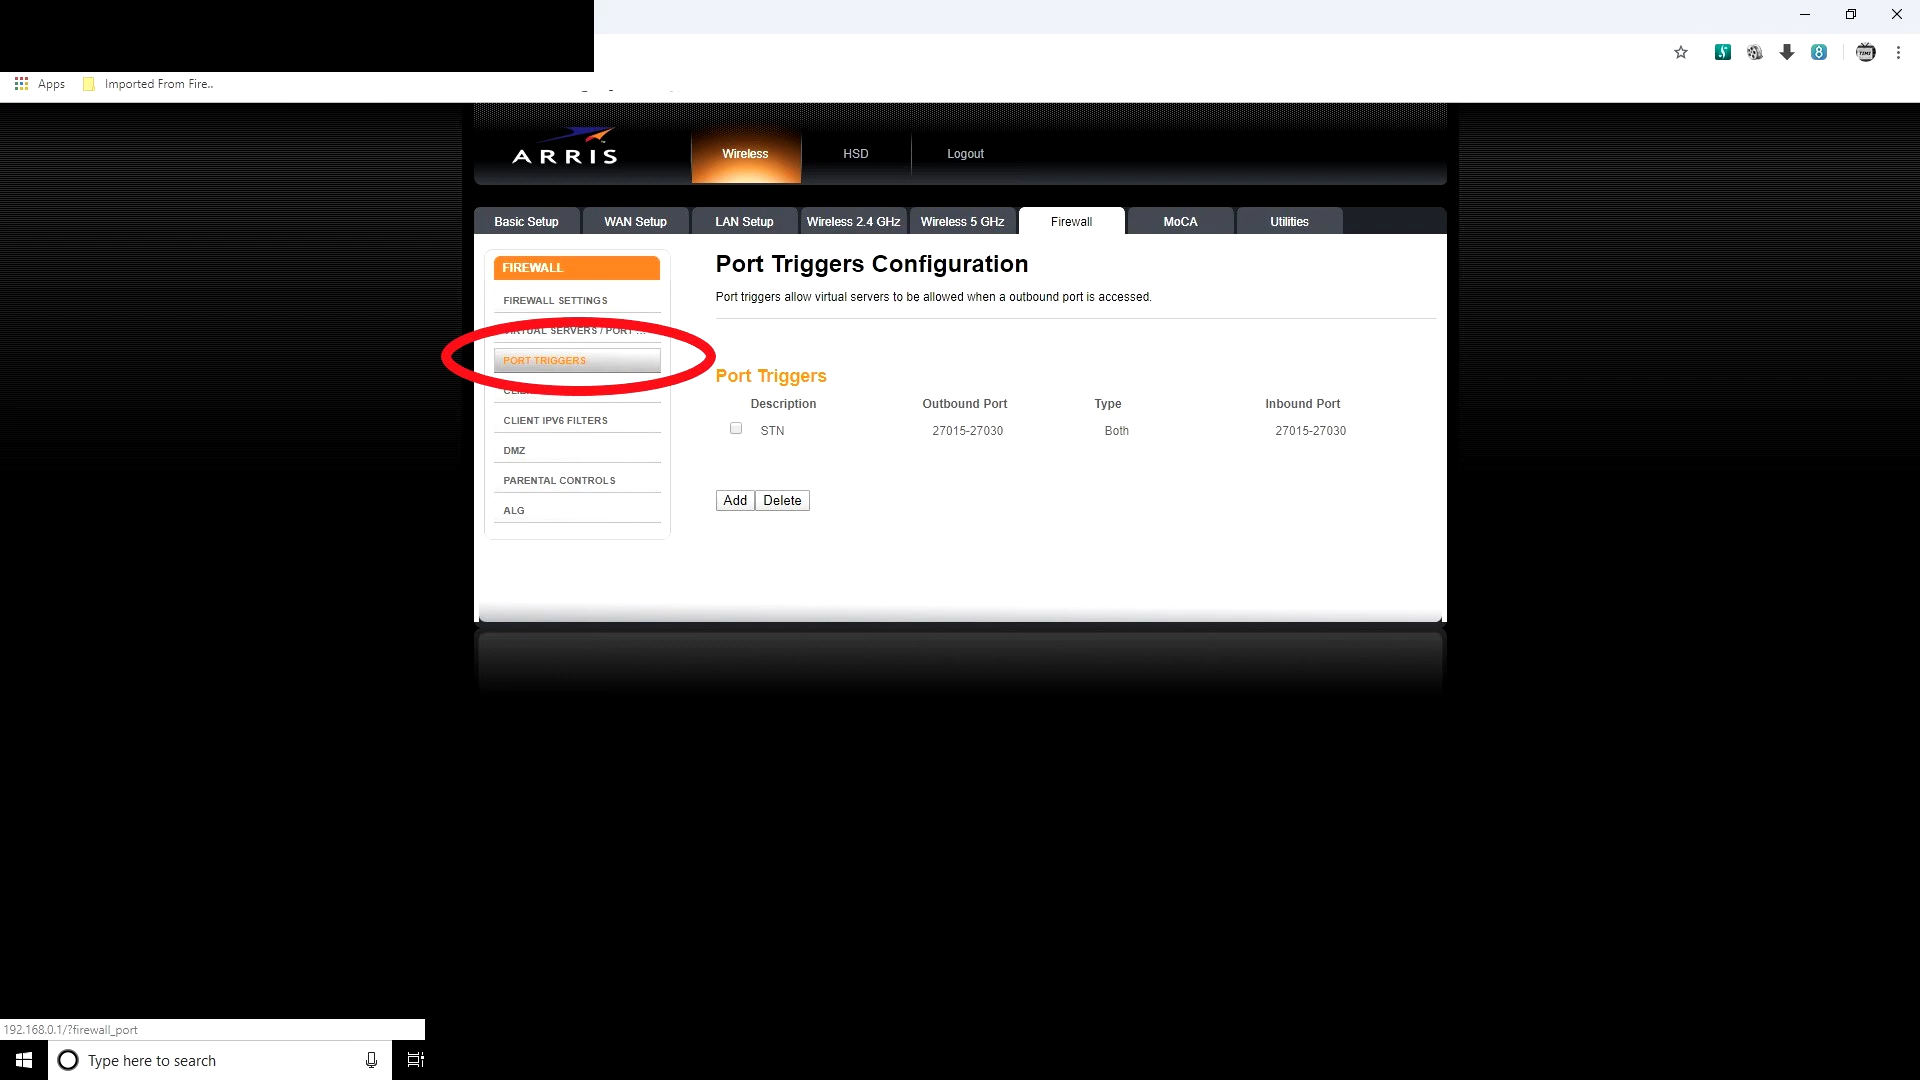 Apps
Imported From Fire..
ARRIS
Wireless
HSD
Logout
Basic Setup
WAN Setup
LAN Setup
Wireless 2.4 GHz
Wireless 5 GHz
Firewall
MoCA
Utilities
FIREWALL
FIREWALL SETTINGS
VIRTUAL SERVERS / PORT ...
PORT TRIGGERS
CLIENT IPV6 FILTERS
DMZ
PARENTAL CONTROLS
ALG
Port Triggers Configuration
Port triggers allow virtual servers to be allowed when a outbound port is accessed.
Port Triggers
Description Outbound Port Type Inbound Port
STN 27015-27030 Both 27015-27030
Add Delete
192.168.0.1/?firewall_port
Type here to search